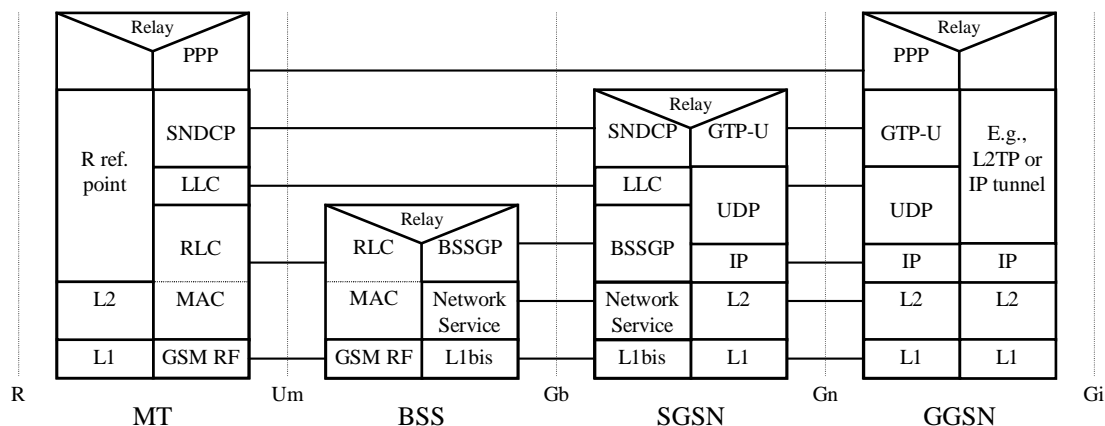 Relay
PPP
R ref.
point
SNDCP
LLC
RLC
L2
MAC
L1
GSM RF
Relay
RLC
BSSGP
MAC
Network
Service
GSM RF
L1bis
Relay
SNDCP
GTP-U
LLC
UDP
BSSGP
IP
Network
Service
L2
L1bis
L1
Relay
PPP
GTP-U
E.g.,
L2TP or
IP tunnel
UDP
IP
IP
L2
L2
L1
L1
R
Um
Gb
Gn
Gi
MT
BSS
SGSN
GGSN